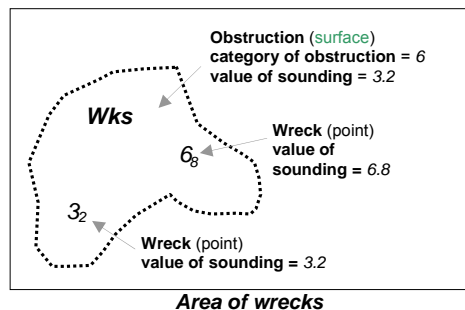 Obstruction (surface)
category of obstruction = 6
value of sounding = 3.2
Wks
Wreck (point)
value of
sounding = 6.8
6₈
3₂
Wreck (point)
value of sounding = 3.2
Area of wrecks